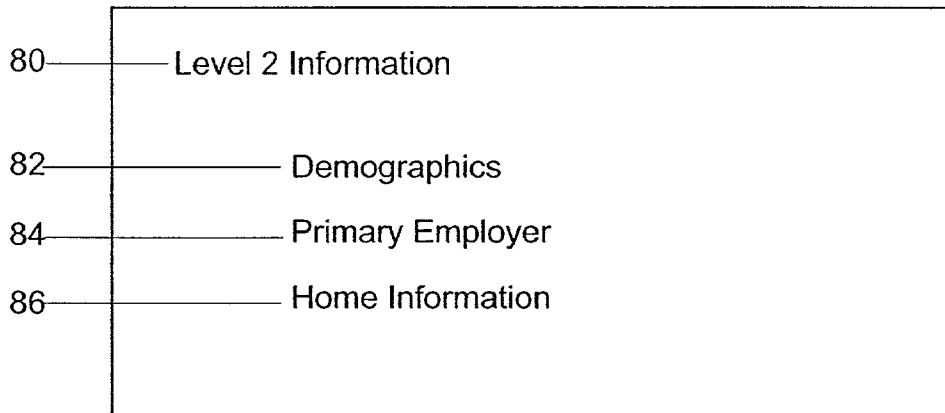 80 Level 2 Information
82 Demographics
84 Primary Employer
86 Home Information